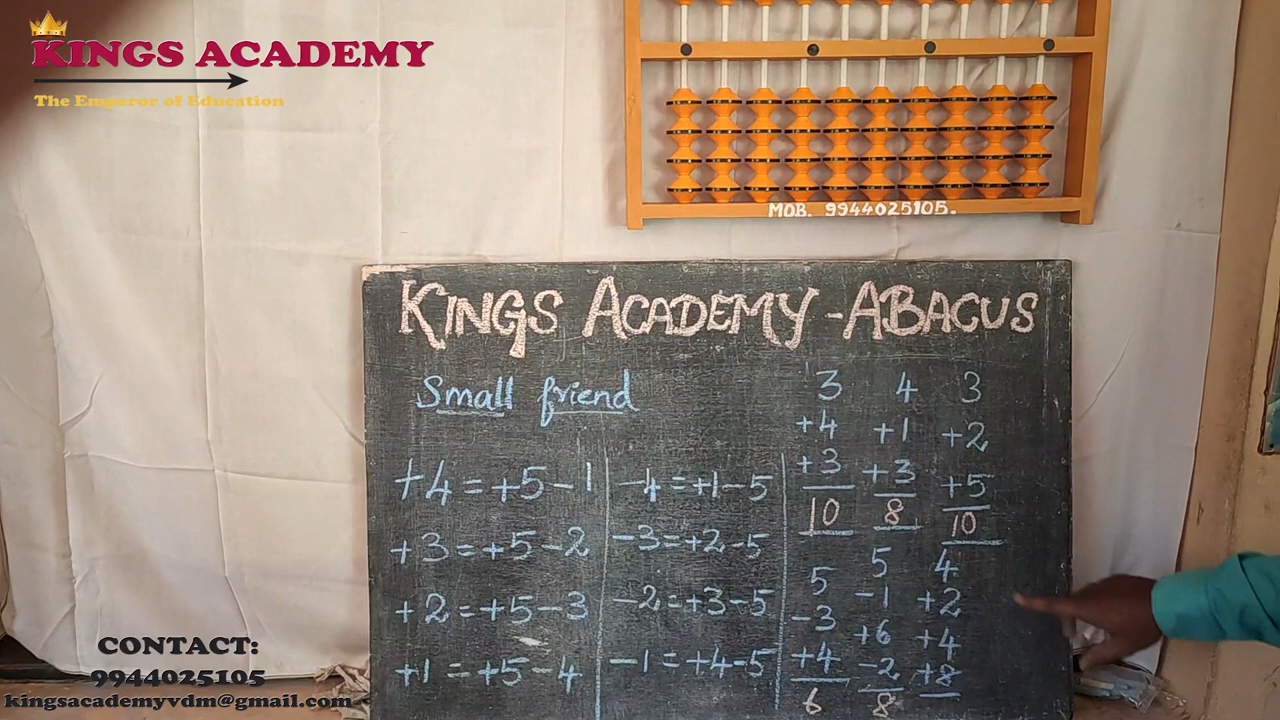 KINGS ACADEMY
The Emperor of Education
MOB. 9944025105.
KINGS ACADEMY - ABACUS
Small friend
+4=+5-1
+3=+5-2
+2=+5-3
+1=+5-4
-4=+1-5
-3=+2-5
-2=+3-5
-1=+4-5
3 4 3
+4 +1 +2
+3 +3 +5
10 8 10
5 5 4
-3 -1 +2
+4 +6 +4
6 -2 +8
8
CONTACT:
9944025105
kingsacademyvdm@gmail.com